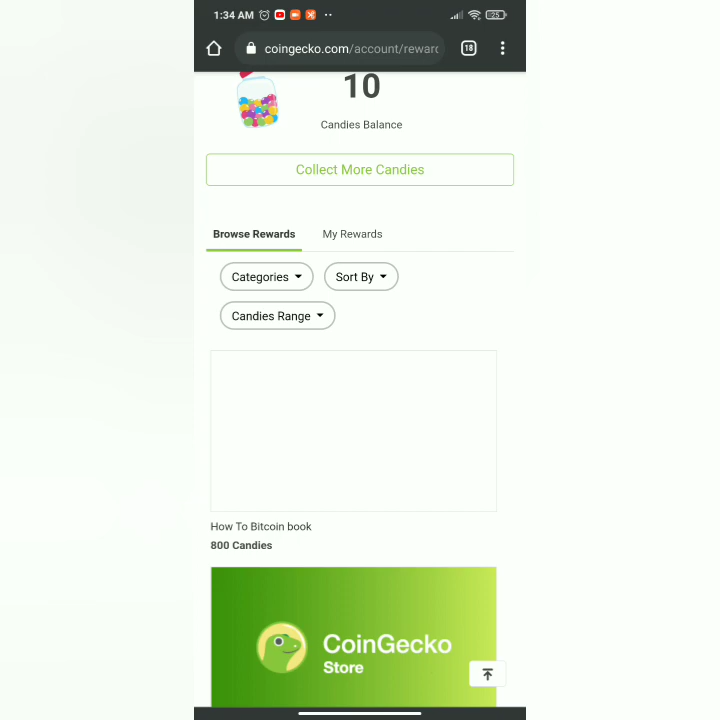 1:34 AM
25
coingecko.com/account/reward
18
10
Candies Balance
Collect More Candies
Browse Rewards
My Rewards
Categories
Sort By
Candies Range
How To Bitcoin book
800 Candies
CoinGecko
Store